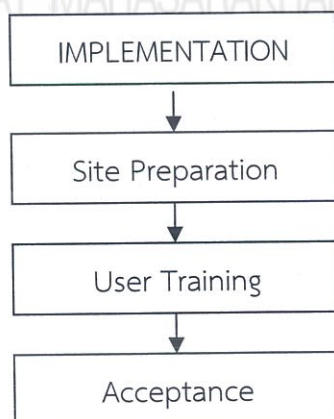 IMPLEMENTATION
Site Preparation
User Training
Acceptance